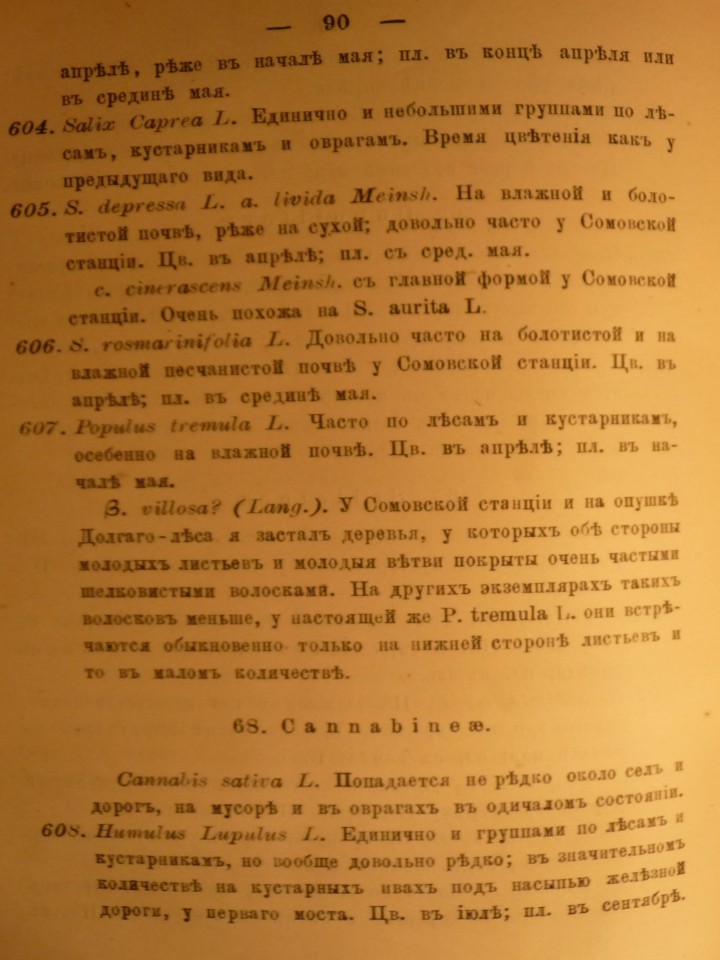 — 90 —
апрѣлѣ, рѣже въ началѣ мая; пл. въ концѣ апрѣля или
въ срединѣ мая.
604. Salix Caprea L. Единично и небольшими группами по лѣ-
самъ, кустарникамъ и оврагамъ. Время цвѣтенія какъ у
предыдущаго вида.
605. S. depressa L. a. livida Meinsh. На влажной и боло-
тистой почвѣ, рѣже на сухой; довольно часто у Сомовской
станціи. Цв. въ апрѣлѣ; пл. съ сред. мая.
c. cinerascens Meinsh. съ главной формой у Сомовской
станціи. Очень похожа на S. aurita L.
606. S. rosmarinifolia L. Довольно часто на болотистой и на
влажной песчанистой почвѣ у Сомовской станціи. Цв. въ
апрѣлѣ; пл. въ срединѣ мая.
607. Populus tremula L. Часто по лѣсамъ и кустарникамъ,
особенно на влажной почвѣ. Цв. въ апрѣлѣ; пл. въ на-
чалѣ мая.
β. villosa? (Lang.). У Сомовской станціи и на опушкѣ
Долгаго-лѣса я засталъ деревья, у которыхъ обѣ стороны
молодыхъ листьевъ и молодыя вѣтви покрыты очень частыми
шелковистыми волосками. На другихъ экземплярахъ такихъ
волосковъ меньше, у настоящей же P. tremula L. они встрѣ-
чаются обыкновенно только на нижней сторонѣ листьевъ и
то въ маломъ количествѣ.
68. Cannabineæ.
Cannabis sativa L. Попадается не рѣдко около селъ и
дорогъ, на мусорѣ и въ оврагахъ въ одичаломъ состояніи.
608. Humulus Lupulus L. Единично и группами по лѣсамъ и
кустарникамъ, но вообще довольно рѣдко; въ значительномъ
количествѣ на кустарныхъ ивахъ подъ насыпью желѣзной
дороги, у перваго моста. Цв. въ іюлѣ; пл. въ сентябрѣ.